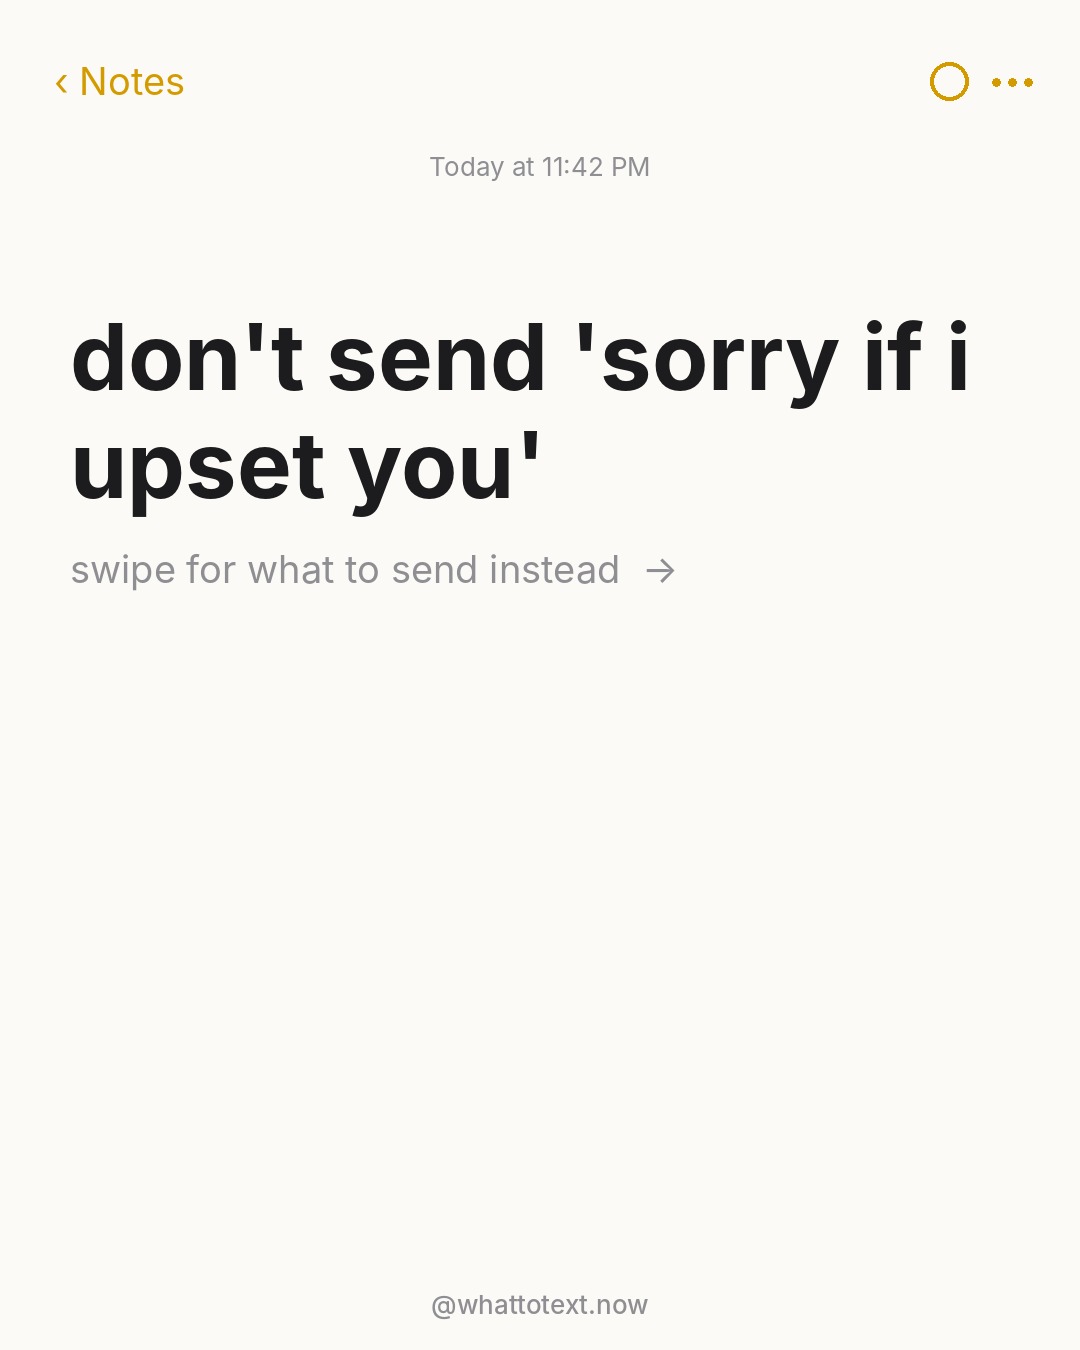 ‹ Notes
Today at 11:42 PM
don't send 'sorry if i
upset you'
swipe for what to send instead →
@whattotext.now